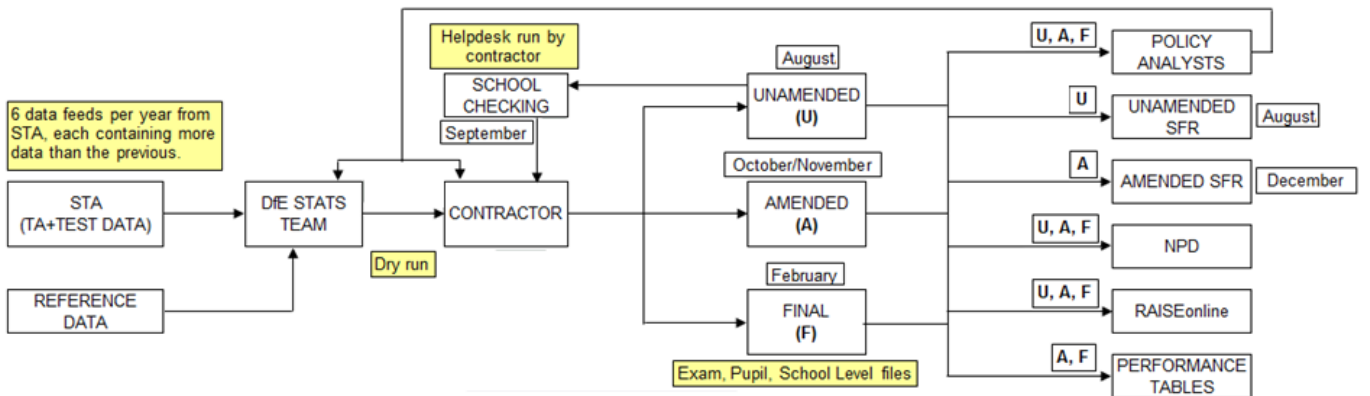 6 data feeds per year from
STA, each containing more
data than the previous.
STA
(TA+TEST DATA)
REFERENCE
DATA
DfE STATS
TEAM
Dry run
Helpdesk run by
contractor
SCHOOL
CHECKING
September
CONTRACTOR
August
UNAMENDED
(U)
October/November
AMENDED
(A)
February
FINAL
(F)
Exam, Pupil, School Level files
U, A, F
POLICY
ANALYSTS
U
UNAMENDED
SFR
August
A
AMENDED SFR
December
U, A, F
NPD
U, A, F
RAISEonline
A, F
PERFORMANCE
TABLES